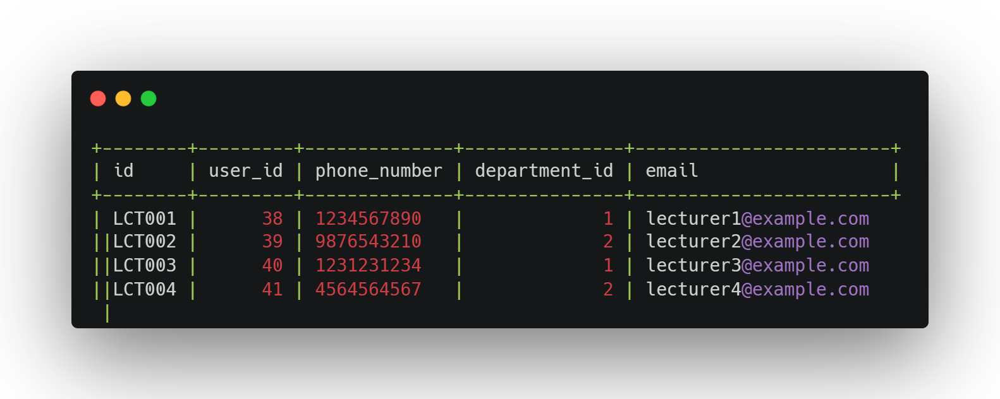 +--------+---------+--------------+---------------+------------------------+
| id     | user_id | phone_number | department_id | email                  |
+--------+---------+--------------+---------------+------------------------+
| LCT001 |      38 | 1234567890   |             1 | lecturer1@example.com
||LCT002 |      39 | 9876543210   |             2 | lecturer2@example.com
||LCT003 |      40 | 1231231234   |             1 | lecturer3@example.com
||LCT004 |      41 | 4564564567   |             2 | lecturer4@example.com
 |